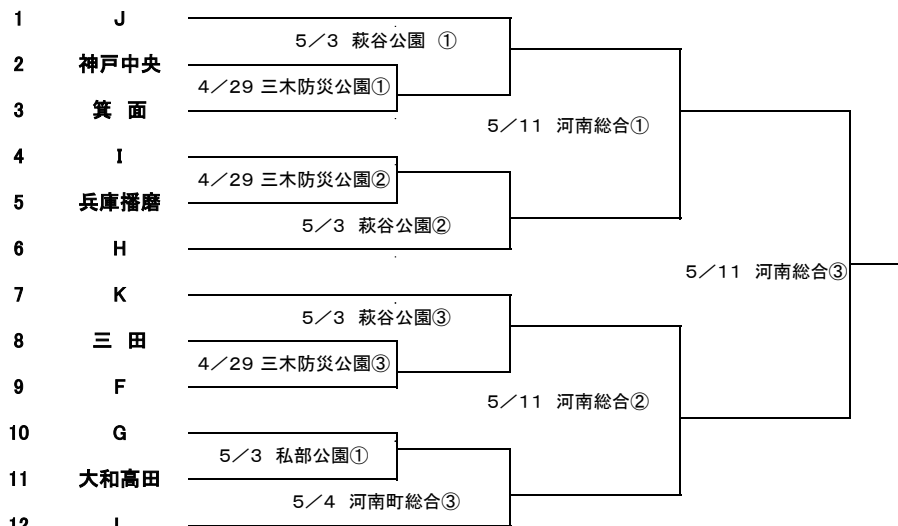 1 J
5／3 萩谷公園 ①
2 神戸中央
4／29 三木防災公園①
3 箕 面
5／11 河南総合①
4 I
4／29 三木防災公園②
5 兵庫播磨
5／3 萩谷公園②
6 H
5／11 河南総合③
7 K
5／3 萩谷公園③
8 三 田
4／29 三木防災公園③
9 F
5／11 河南総合②
10 G
5／3 私部公園①
11 大和高田
5／4 河南町総合③
12